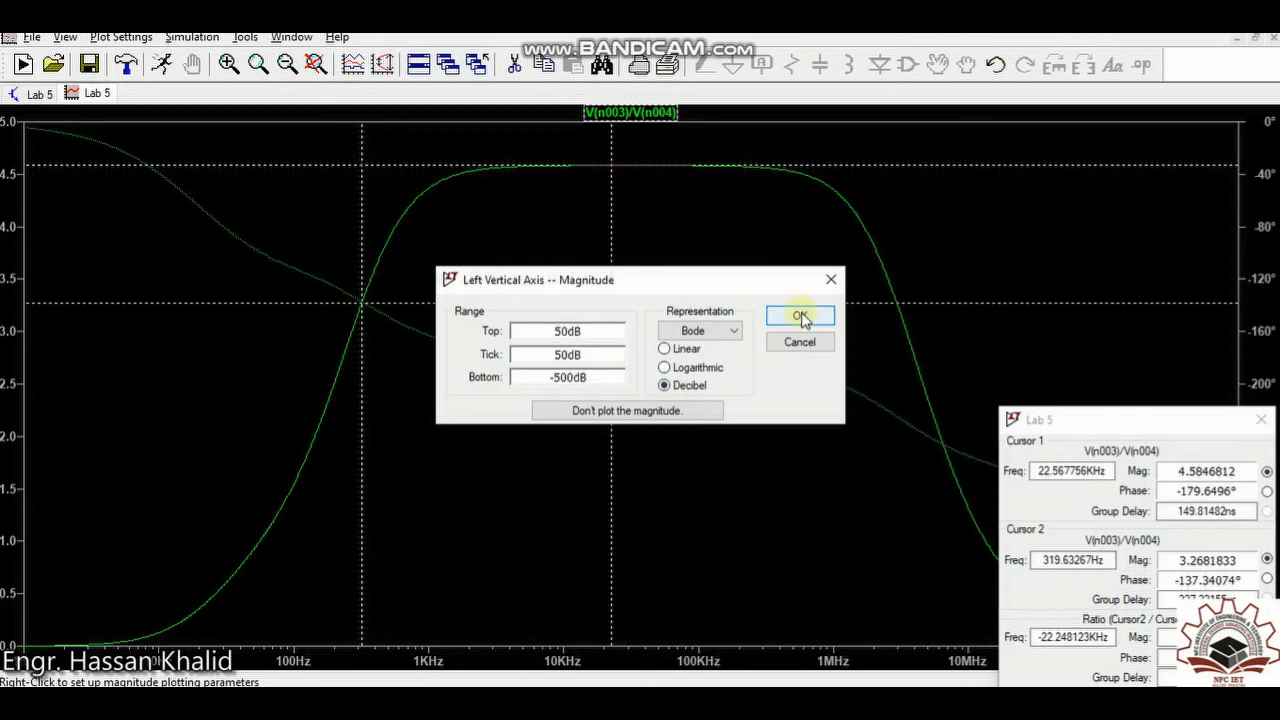 www.BANDICAM.com
File View Plot Settings Simulation Tools Window Help
Lab 5 Lab 5
V(n003)/V(n004)
5.0
4.5
4.0
3.5
3.0
2.5
2.0
1.5
1.0
0.5
0.0
0°
-40°
-80°
-120°
-160°
-200°
Left Vertical Axis -- Magnitude
Range
Top: 50dB
Tick: 50dB
Bottom: -500dB
Representation
Bode
Linear
Logarithmic
Decibel
OK
Cancel
Don't plot the magnitude.
Lab 5
Cursor 1
V(n003)/V(n004)
Freq: 22.567756KHz Mag: 4.5846812
Phase: -179.6496°
Group Delay: 149.81482ns
Cursor 2
V(n003)/V(n004)
Freq: 319.63267Hz Mag: 3.2681833
Phase: -137.34074°
Group Delay:
Ratio (Cursor2 /
Freq: -22.248123KHz Mag:
Phase:
Group Delay:
100Hz 1KHz 10KHz 100KHz 1MHz 10MHz
Engr. Hassan Khalid
Right-Click to set up magnitude plotting parameters
NFC IET